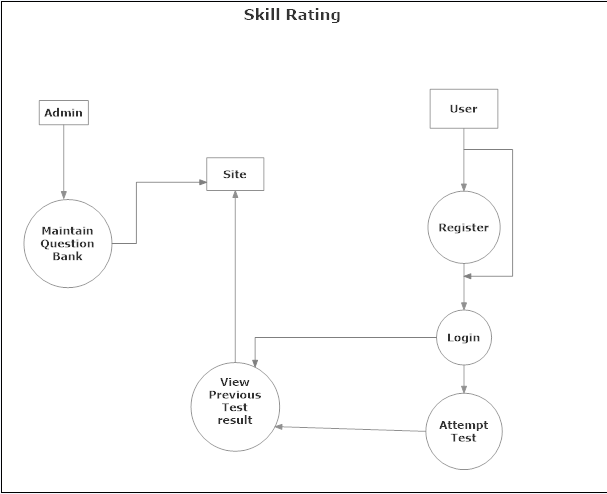 Skill Rating
Admin
User
Site
Maintain
Question
Bank
Register
Login
View
Previous
Test
result
Attempt
Test